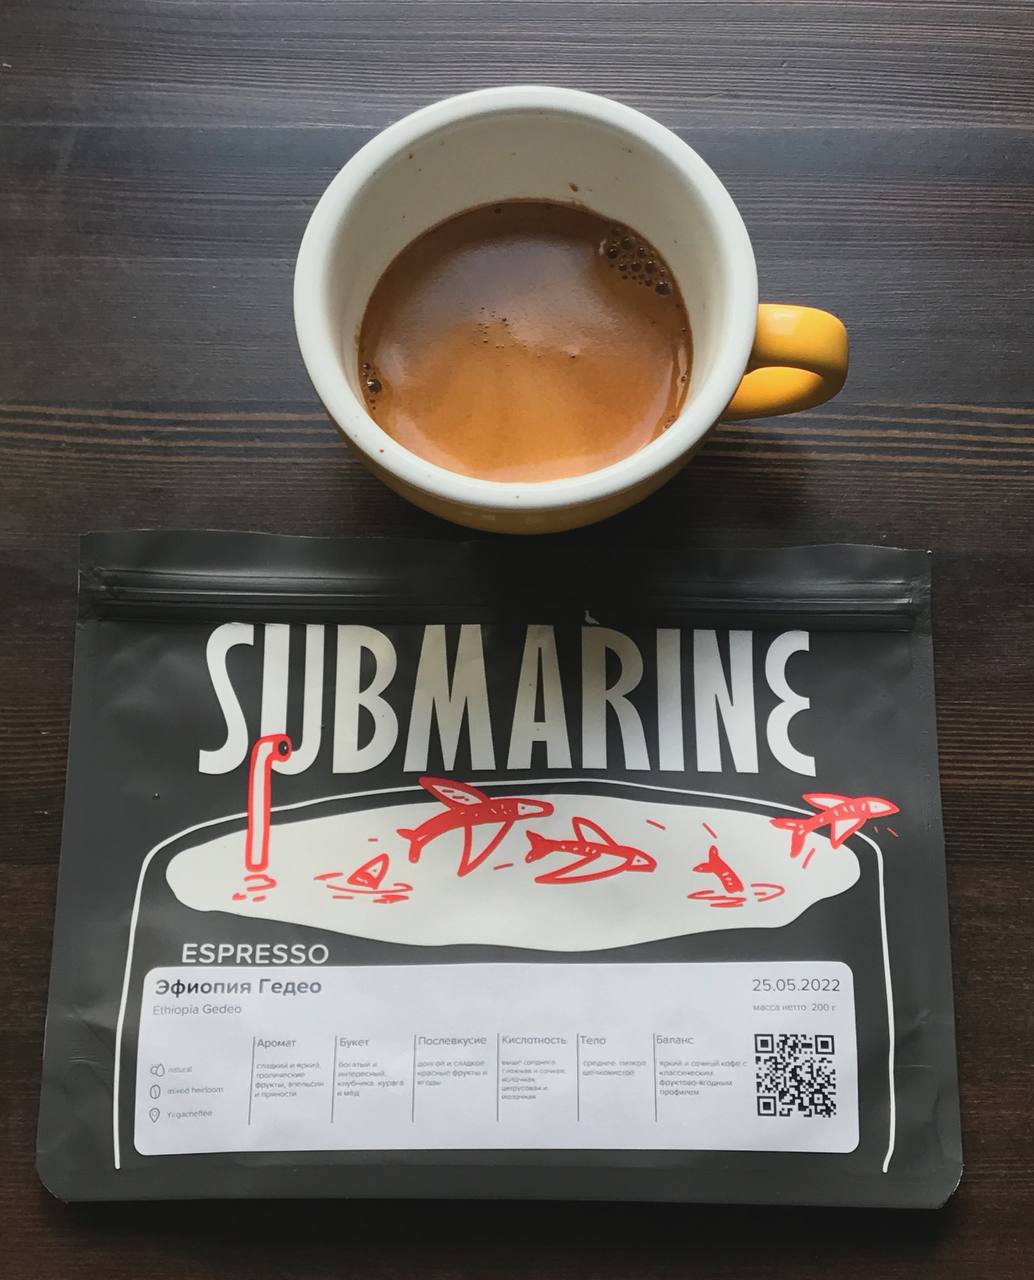 SUBMARINE
ESPRESSO
Эфиопия Гедео
25.05.2022
Ethiopia Gedeo
масса нетто: 200 г
natural
mixed heirloom
Yirgacheffee
Аромат
сладкий и яркий,
тропические
фрукты, апельсин
и пряности
Букет
богатый и
интересный,
клубника, курага
и мёд
Послевкусие
долгое и сладкое
красные фрукты и
ягоды
Кислотность
выше среднего,
сложная и сочная,
яблочная,
цитрусовая и
Тело
среднее,
шелковистое
Баланс
яркий и сочный кофе с
классическим
фруктово-ягодным
профилем